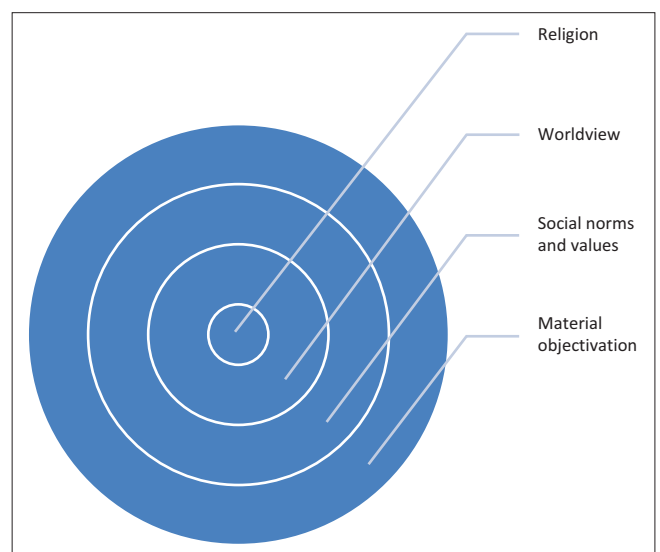 Religion
Worldview
Social norms
and values
Material
objectivation